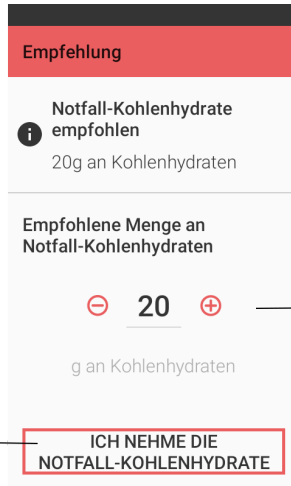 Empfehlung
Notfall-Kohlenhydrate
empfohlen
20g an Kohlenhydraten
Empfohlene Menge an
Notfall-Kohlenhydraten
20
g an Kohlenhydraten
ICH NEHME DIE
NOTFALL-KOHLENHYDRATE